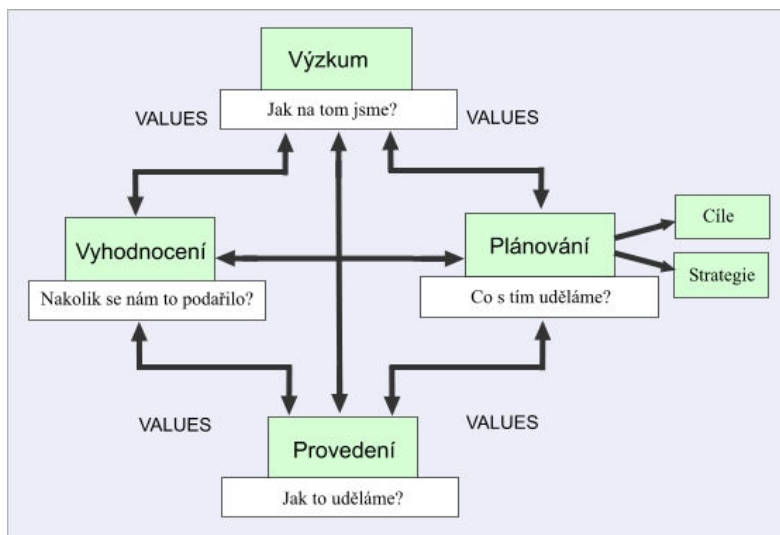 Výzkum
Jak na tom jsme?
VALUES
VALUES
Vyhodnocení
Nakolik se nám to podařilo?
Plánování
Co s tím uděláme?
Cíle
Strategie
VALUES
VALUES
Provedení
Jak to uděláme?